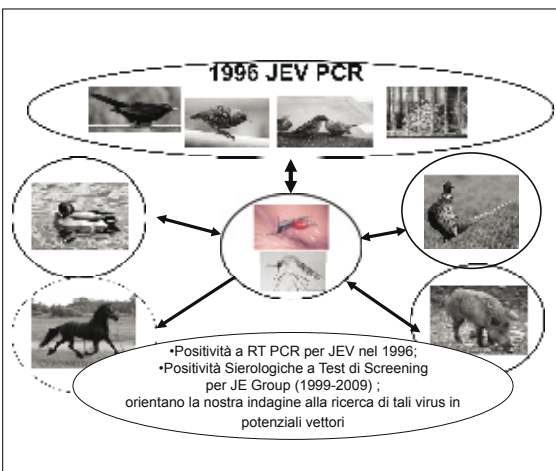 1996 JEV PCR
•Positività a RT PCR per JEV nel 1996;
•Positività Sierologiche a Test di Screening
per JE Group (1999-2009) ;
orientano la nostra indagine alla ricerca di tali virus in
potenziali vettori